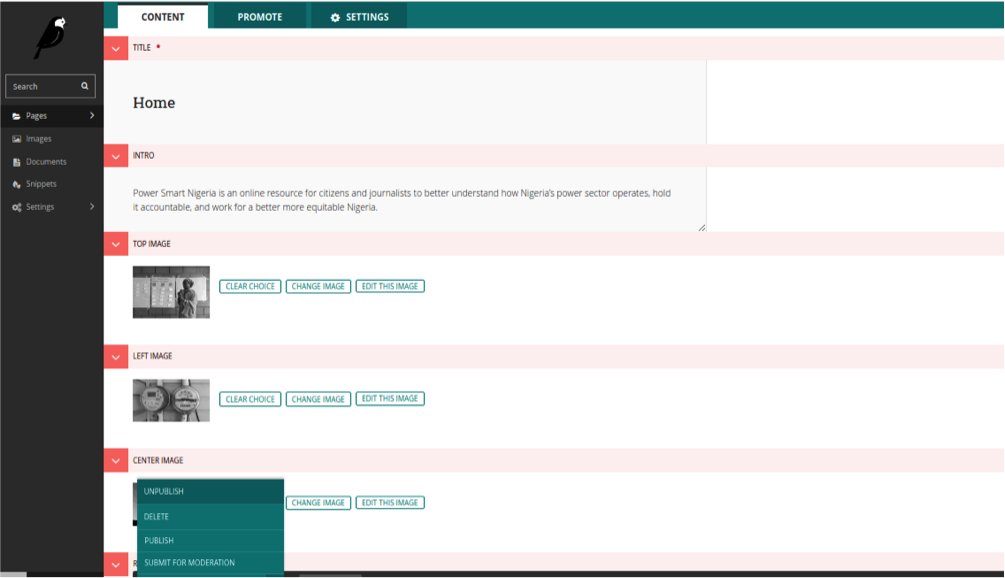 CONTENT
PROMOTE
SETTINGS
Search
Pages
Images
Documents
Snippets
Settings
TITLE *
Home
INTRO
Power Smart Nigeria is an online resource for citizens and journalists to better understand how Nigeria's power sector operates, hold
it accountable, and work for a better more equitable Nigeria.
TOP IMAGE
CLEAR CHOICE
CHANGE IMAGE
EDIT THIS IMAGE
LEFT IMAGE
CLEAR CHOICE
CHANGE IMAGE
EDIT THIS IMAGE
CENTER IMAGE
CHANGE IMAGE
EDIT THIS IMAGE
UNPUBLISH
DELETE
PUBLISH
SUBMIT FOR MODERATION